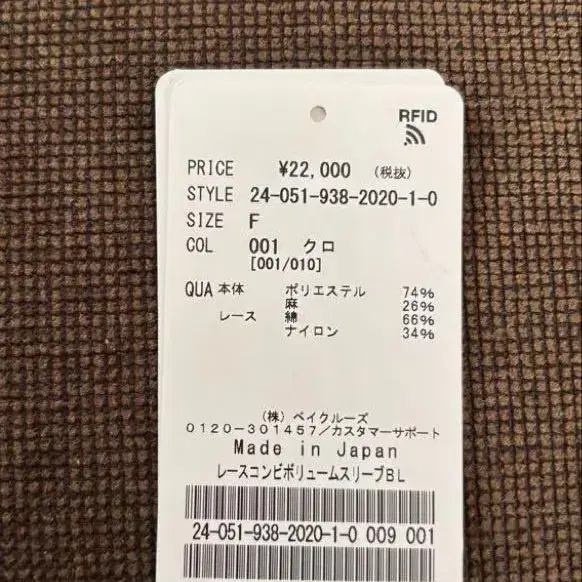 RFID
PRICE ¥22,000 (税抜)
STYLE 24-051-938-2020-1-0
SIZE F
COL 001 クロ
[001/010]
QUA 本体 ポリエステル 74%
麻 26%
レース 綿 66%
ナイロン 34%
(株)ベイクルーズ
0120-301457/カスタマーサポート
Made in Japan
レースコンビボリュームスリーブBL
24-051-938-2020-1-0 009 001